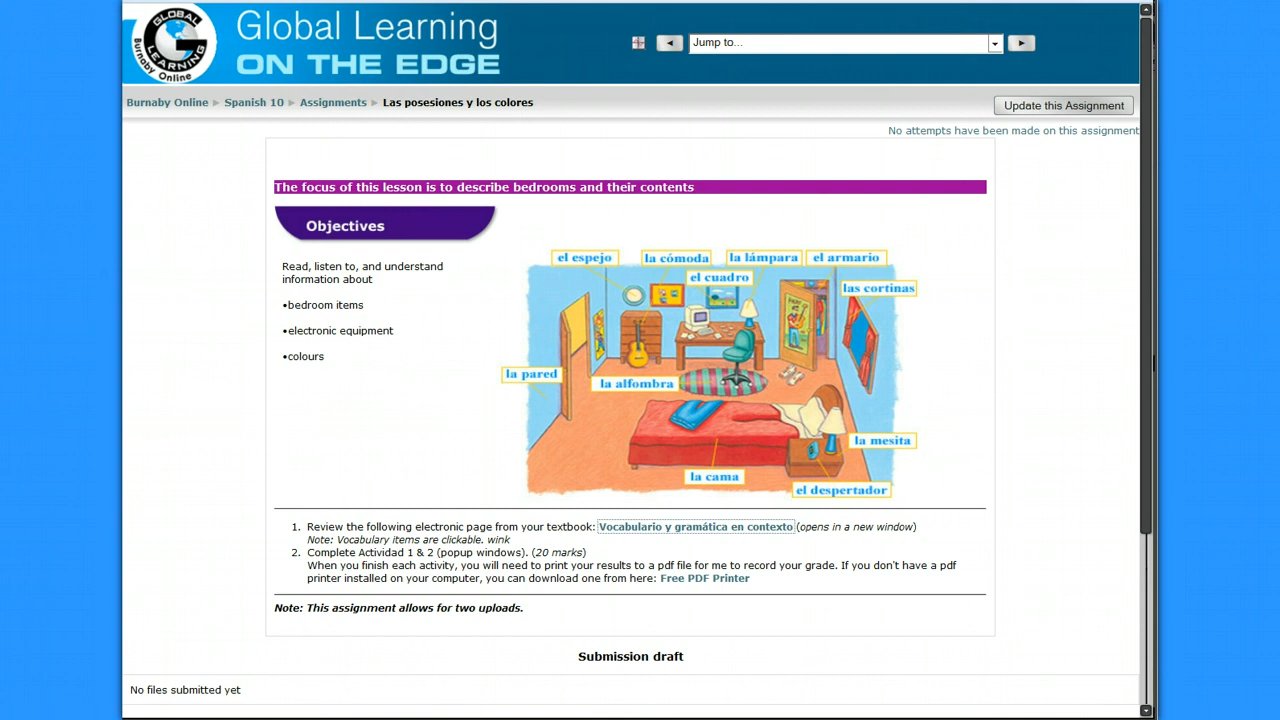 GLOBAL LEARNING
Burnaby Online
Global Learning
ON THE EDGE
Jump to...
Burnaby Online ► Spanish 10 ► Assignments ► Las posesiones y los colores
Update this Assignment
No attempts have been made on this assignment
The focus of this lesson is to describe bedrooms and their contents
Objectives
Read, listen to, and understand
information about
•bedroom items
•electronic equipment
•colours
el espejo
la cómoda
la lámpara
el armario
el cuadro
las cortinas
la pared
la alfombra
la mesita
la cama
el despertador
1. Review the following electronic page from your textbook: Vocabulario y gramática en contexto (opens in a new window)
Note: Vocabulary items are clickable. wink
2. Complete Actividad 1 & 2 (popup windows). (20 marks)
When you finish each activity, you will need to print your results to a pdf file for me to record your grade. If you don't have a pdf
printer installed on your computer, you can download one from here: Free PDF Printer
Note: This assignment allows for two uploads.
Submission draft
No files submitted yet